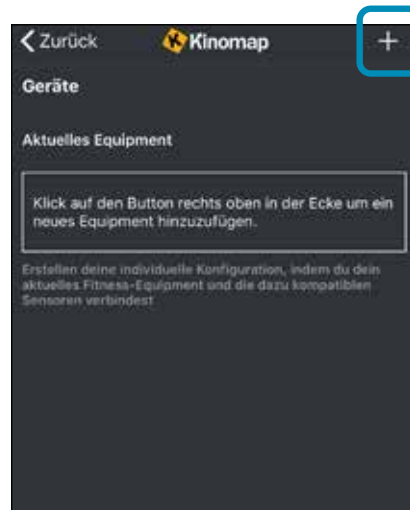 Zurück
Kinomap
+
Geräte
Aktuelles Equipment
Klick auf den Button rechts oben in der Ecke um ein
neues Equipment hinzuzufügen.
Erstellen deine individuelle Konfiguration, indem du dein
aktuelles Fitness-Equipment und die dazu kompatiblen
Sensoren verbindest